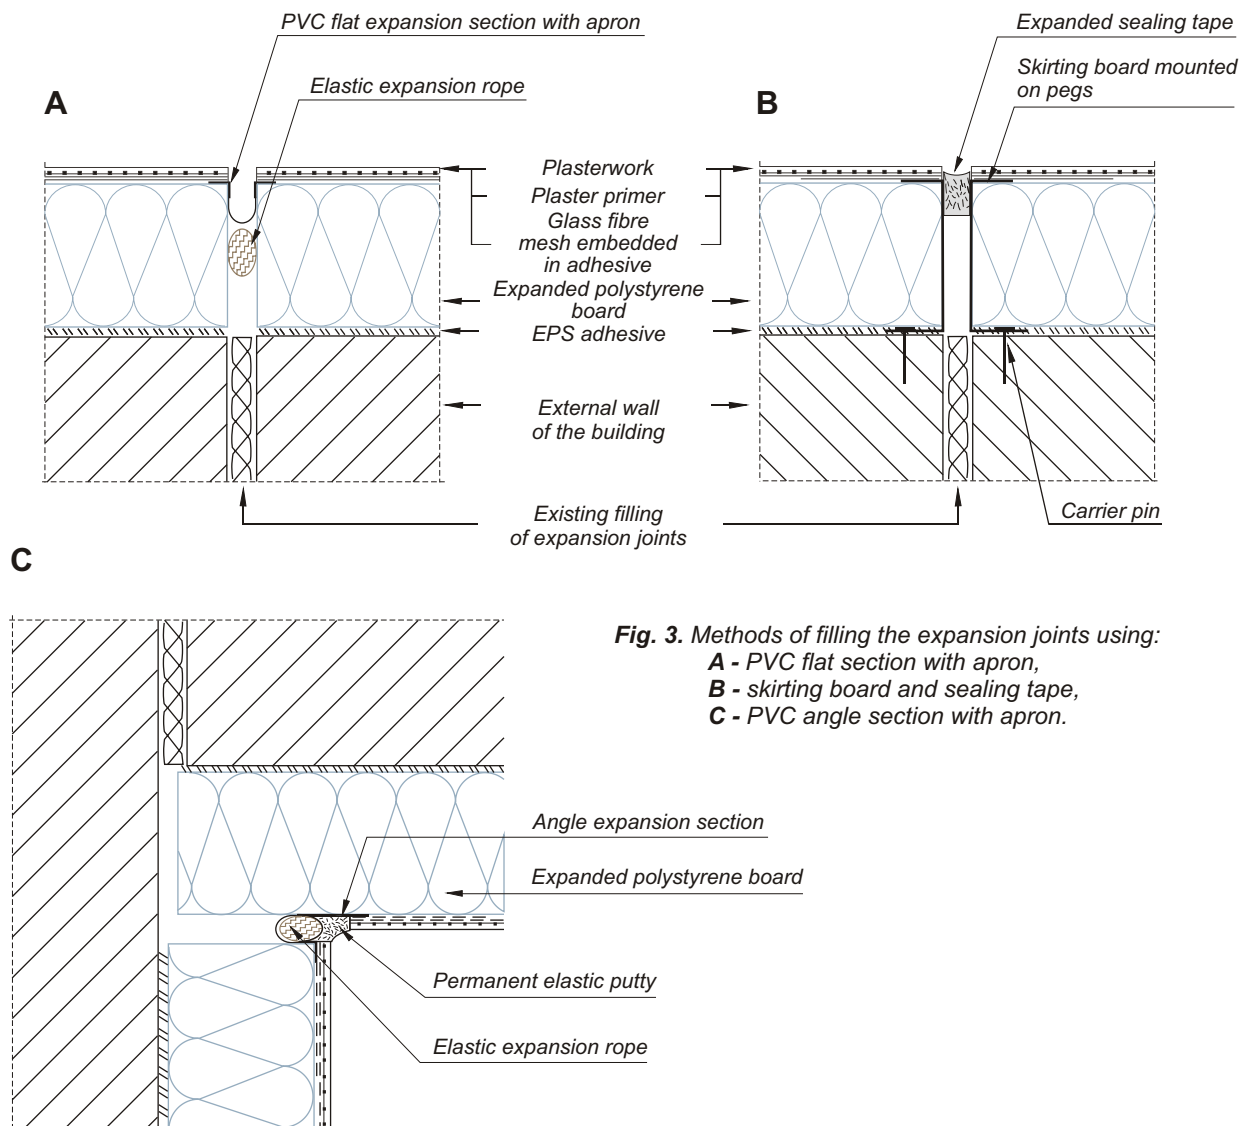 PVC flat expansion section with apron
Elastic expansion rope
A
Expanded sealing tape
Skirting board mounted
on pegs
B
Plasterwork
Plaster primer
Glass fibre
mesh embedded
in adhesive
Expanded polystyrene
board
EPS adhesive
External wall
of the building
Existing filling
of expansion joints
Carrier pin
C
Fig. 3. Methods of filling the expansion joints using:
A - PVC flat section with apron,
B - skirting board and sealing tape,
C - PVC angle section with apron.
Angle expansion section
Expanded polystyrene board
Permanent elastic putty
Elastic expansion rope